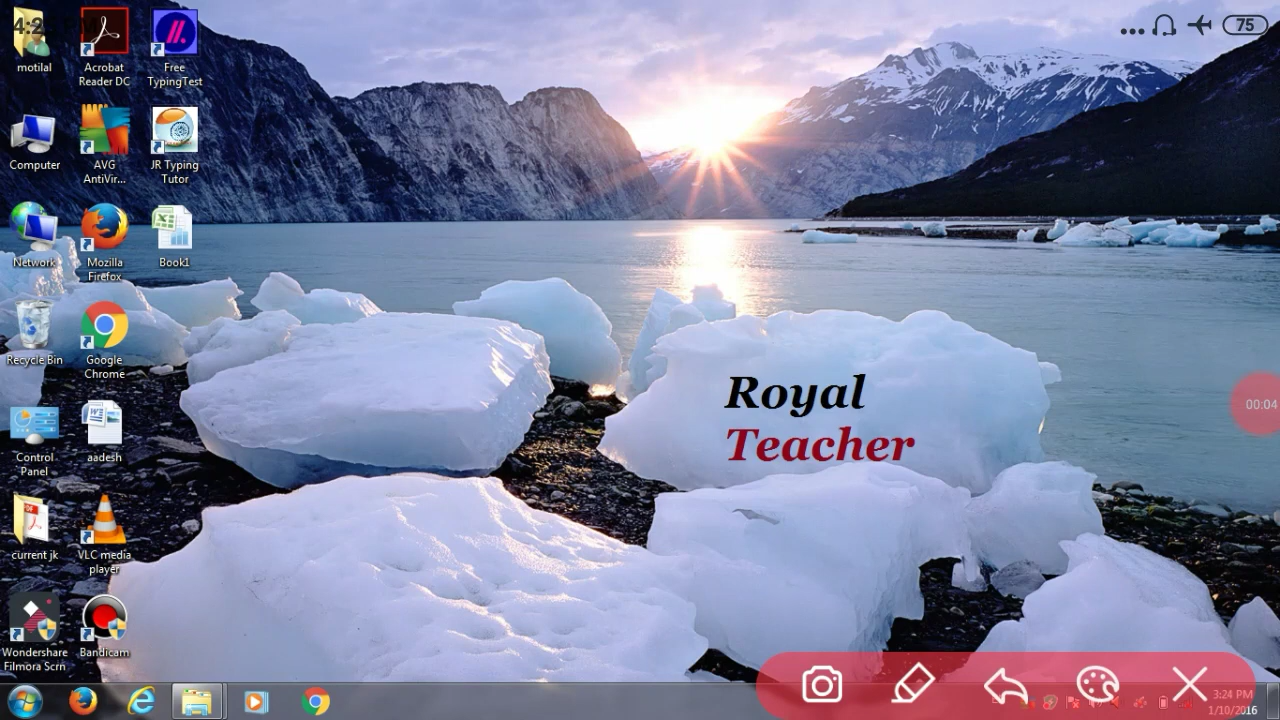 motilal
Acrobat
Reader DC
Free
TypingTest
Computer
AVG
AntiVir...
JR Typing
Tutor
Network
Mozilla
Firefox
Book1
Recycle Bin
Google
Chrome
Control
Panel
aadesh
current jk
VLC media
player
Wondershare
Filmora Scrn
Bandicam
75
Royal
Teacher
00:04
3:24 PM
1/10/2016